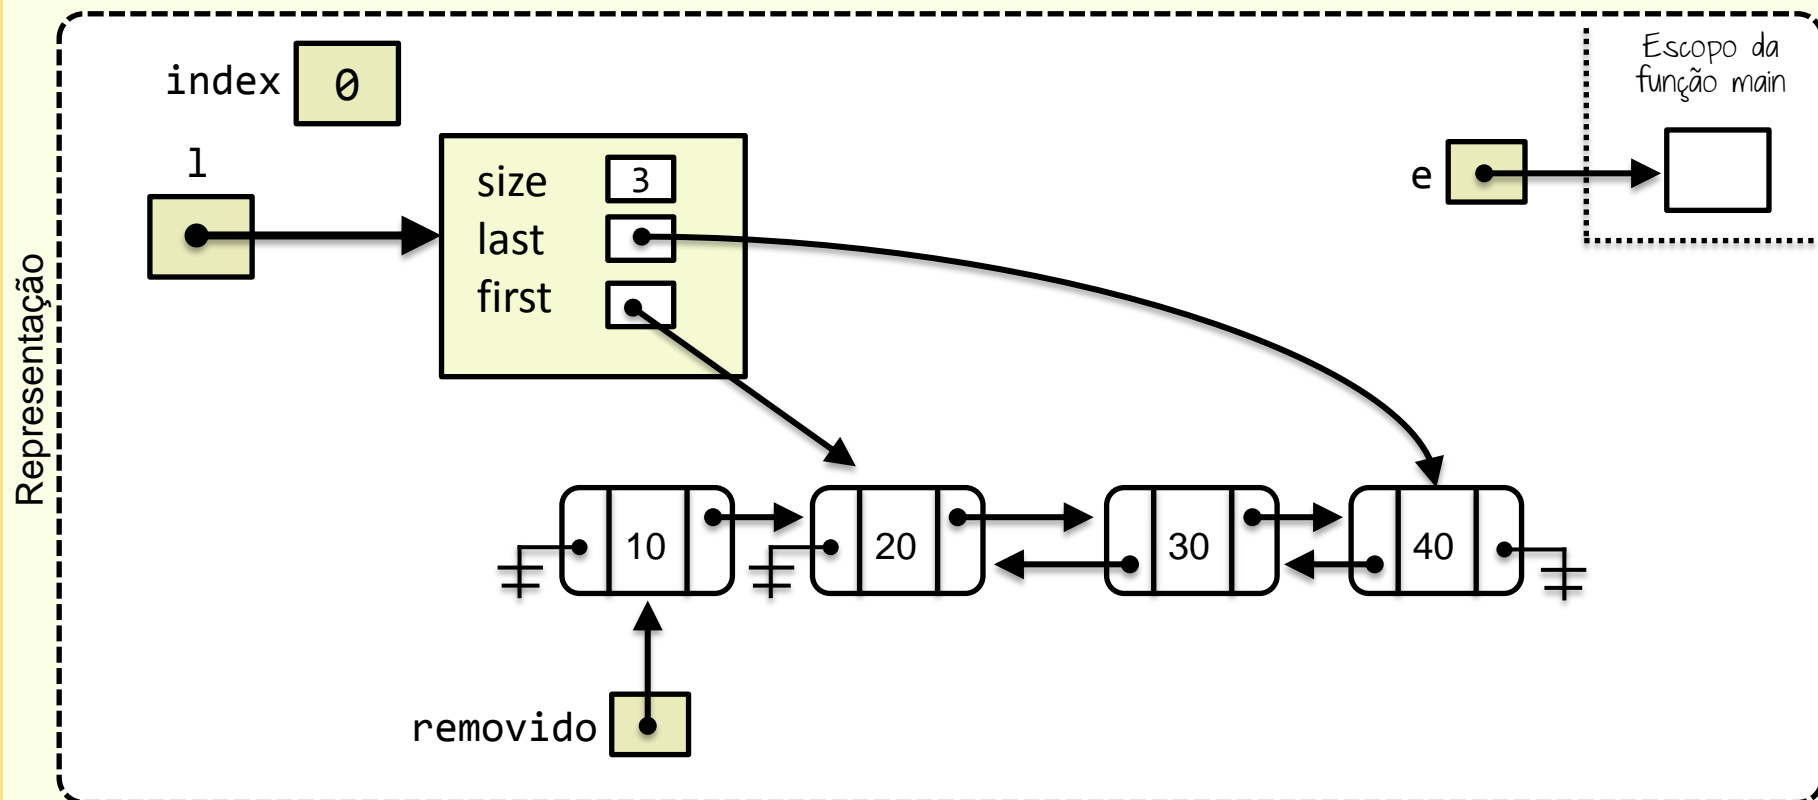 Representação
index 0
l
size 3
last
first
e
Escopo da
função main
10 20 30 40
removido